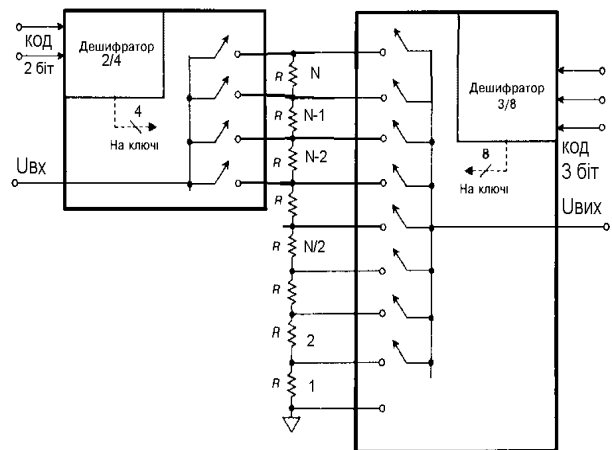 КОД
2 біт
Дешифратор
2/4
4
На ключі
Uвх
R N
R N-1
R N-2
R
R N/2
R
R 2
R 1
Дешифратор
3/8
8
На ключі
КОД
3 біт
Uвих